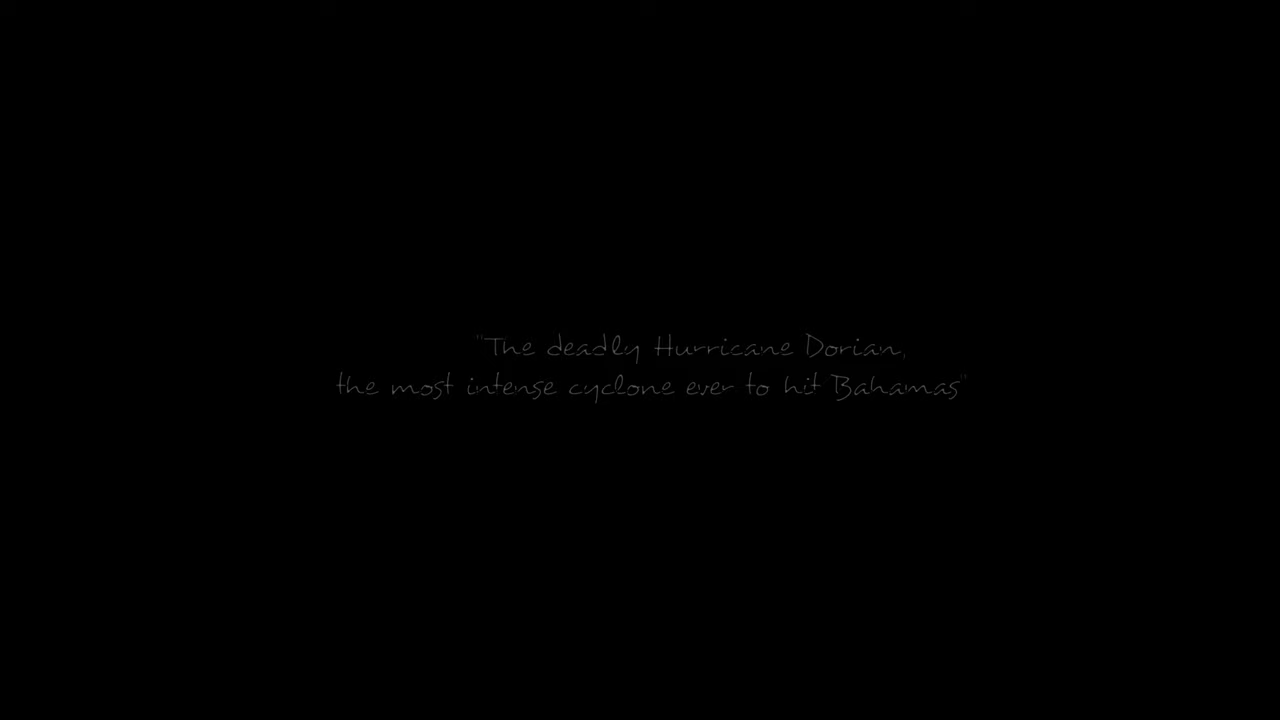 "The deadly Hurricane Dorian,
the most intense cyclone ever to hit Bahamas"